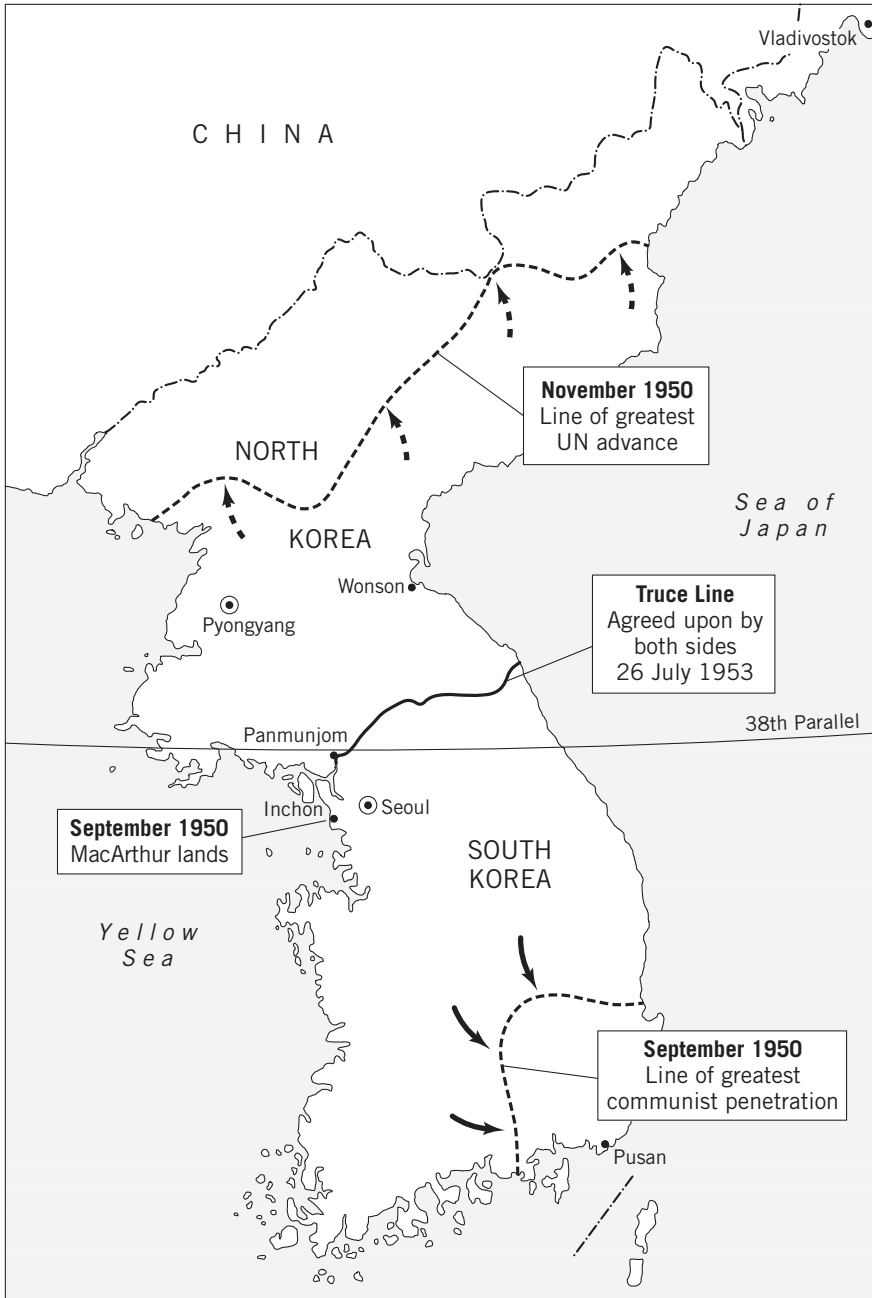 Vladivostok
CHINA
November 1950
Line of greatest
UN advance
NORTH
KOREA
Sea of
Japan
Wonson
Pyongyang
Truce Line
Agreed upon by
both sides
26 July 1953
38th Parallel
Panmunjom
Inchon
Seoul
September 1950
MacArthur lands
SOUTH
KOREA
Yellow
Sea
September 1950
Line of greatest
communist penetration
Pusan